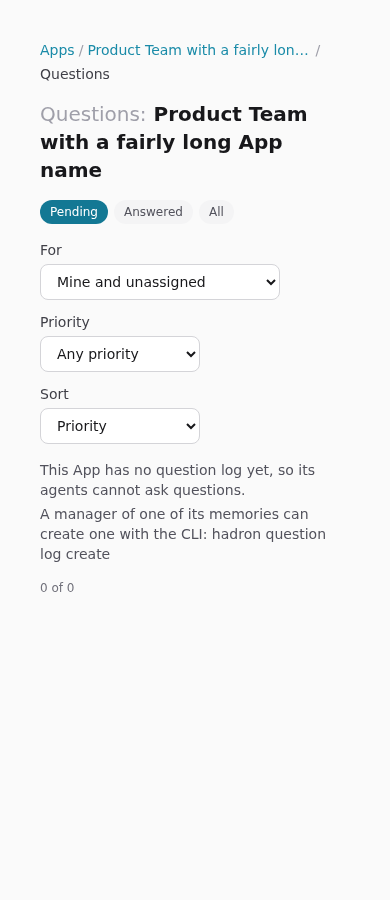 Apps / Product Team with a fairly lon… /
Questions
Questions: Product Team
with a fairly long App
name
Pending Answered All
For
Mine and unassigned
Priority
Any priority
Sort
Priority
This App has no question log yet, so its
agents cannot ask questions.
A manager of one of its memories can
create one with the CLI: hadron question
log create
0 of 0